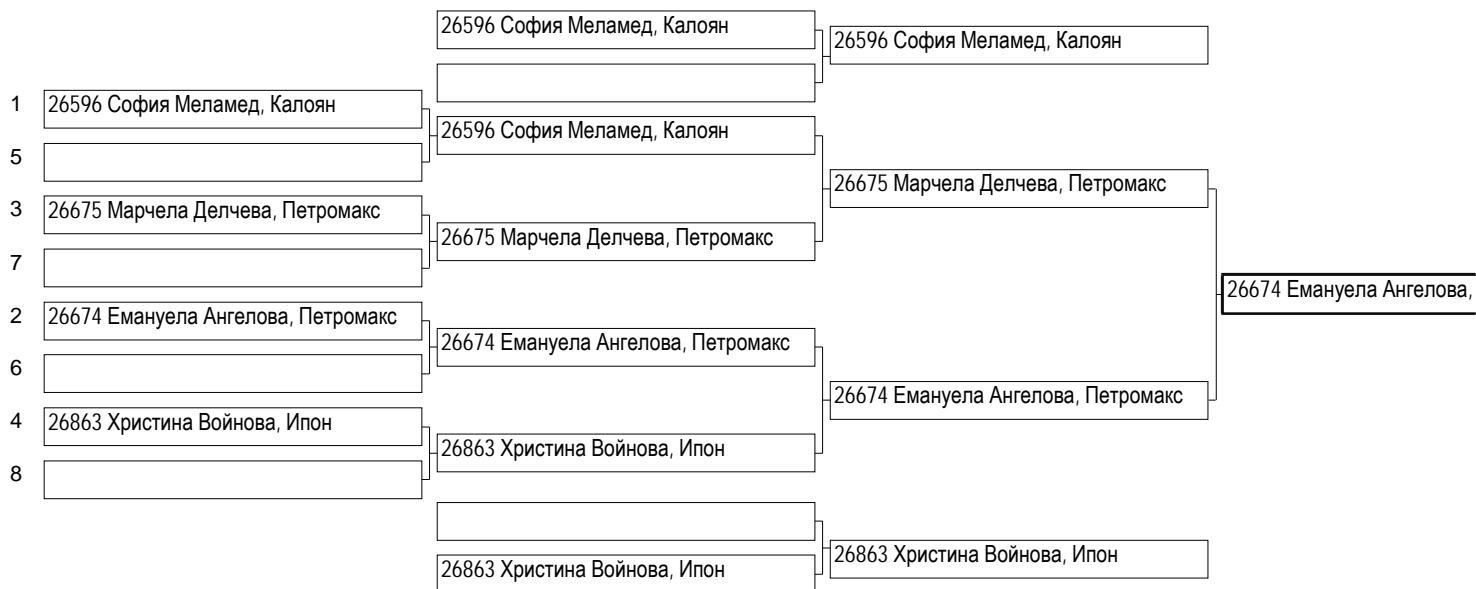 26596 София Меламед, Калоян
26596 София Меламед, Калоян
1 26596 София Меламед, Калоян
26596 София Меламед, Калоян
5
26675 Марчела Делчева, Петромакс
3 26675 Марчела Делчева, Петромакс
26675 Марчела Делчева, Петромакс
7
26674 Емануела Ангелова,
2 26674 Емануела Ангелова, Петромакс
26674 Емануела Ангелова, Петромакс
6
26674 Емануела Ангелова, Петромакс
4 26863 Христина Войнова, Ипон
26863 Христина Войнова, Ипон
8
26863 Христина Войнова, Ипон
26863 Христина Войнова, Ипон